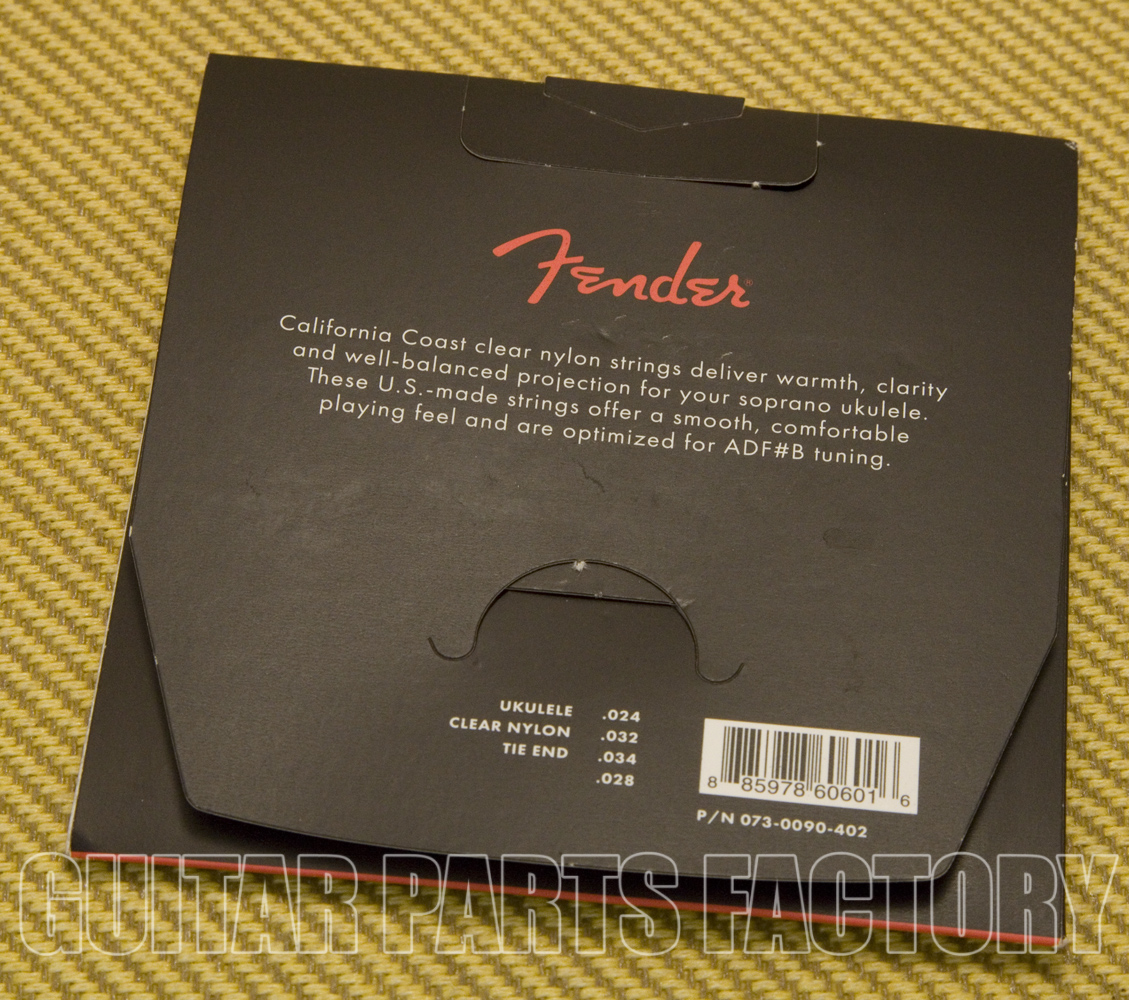 Fender®
California Coast clear nylon strings deliver warmth, clarity
and well-balanced projection for your soprano ukulele.
These U.S.-made strings offer a smooth, comfortable
playing feel and are optimized for ADF#B tuning.
UKULELE .024
CLEAR NYLON .032
TIE END .034
.028
8 85978 60601 6
P/N 073-0090-402
GUITAR PARTS FACTORY